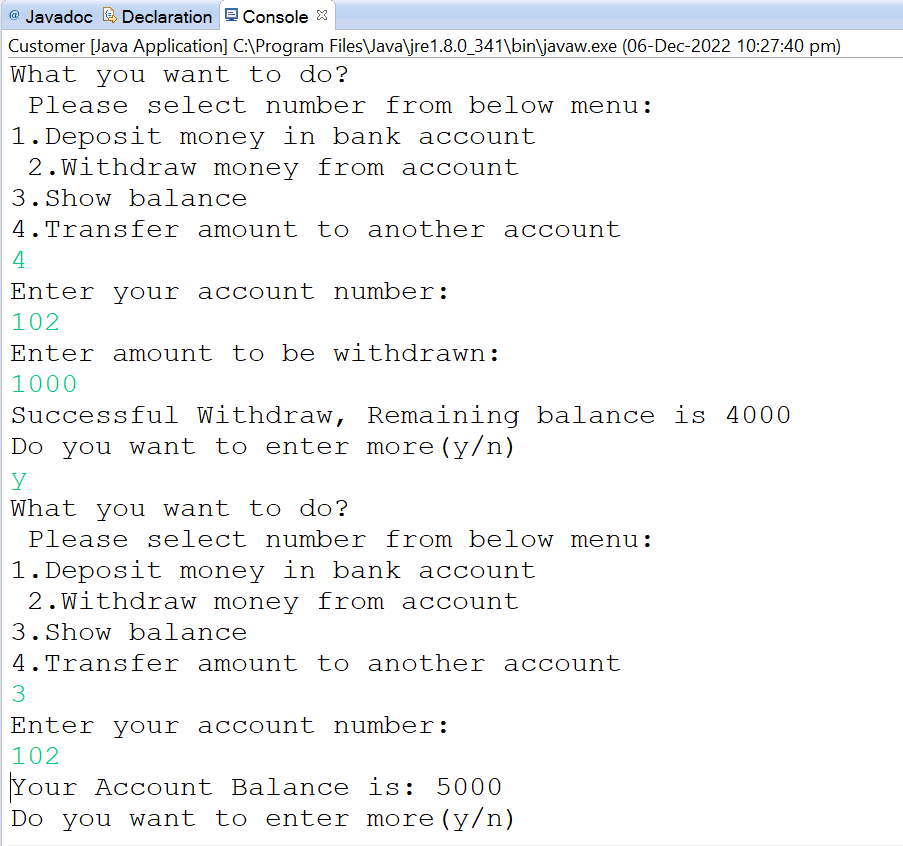 @ Javadoc Declaration Console
Customer [Java Application] C:\Program Files\Java\jre1.8.0_341\bin\javaw.exe (06-Dec-2022 10:27:40 pm)
What you want to do?
 Please select number from below menu:
1.Deposit money in bank account
 2.Withdraw money from account
3.Show balance
4.Transfer amount to another account
4
Enter your account number:
102
Enter amount to be withdrawn:
1000
Successful Withdraw, Remaining balance is 4000
Do you want to enter more(y/n)
y
What you want to do?
 Please select number from below menu:
1.Deposit money in bank account
 2.Withdraw money from account
3.Show balance
4.Transfer amount to another account
3
Enter your account number:
102
Your Account Balance is: 5000
Do you want to enter more(y/n)